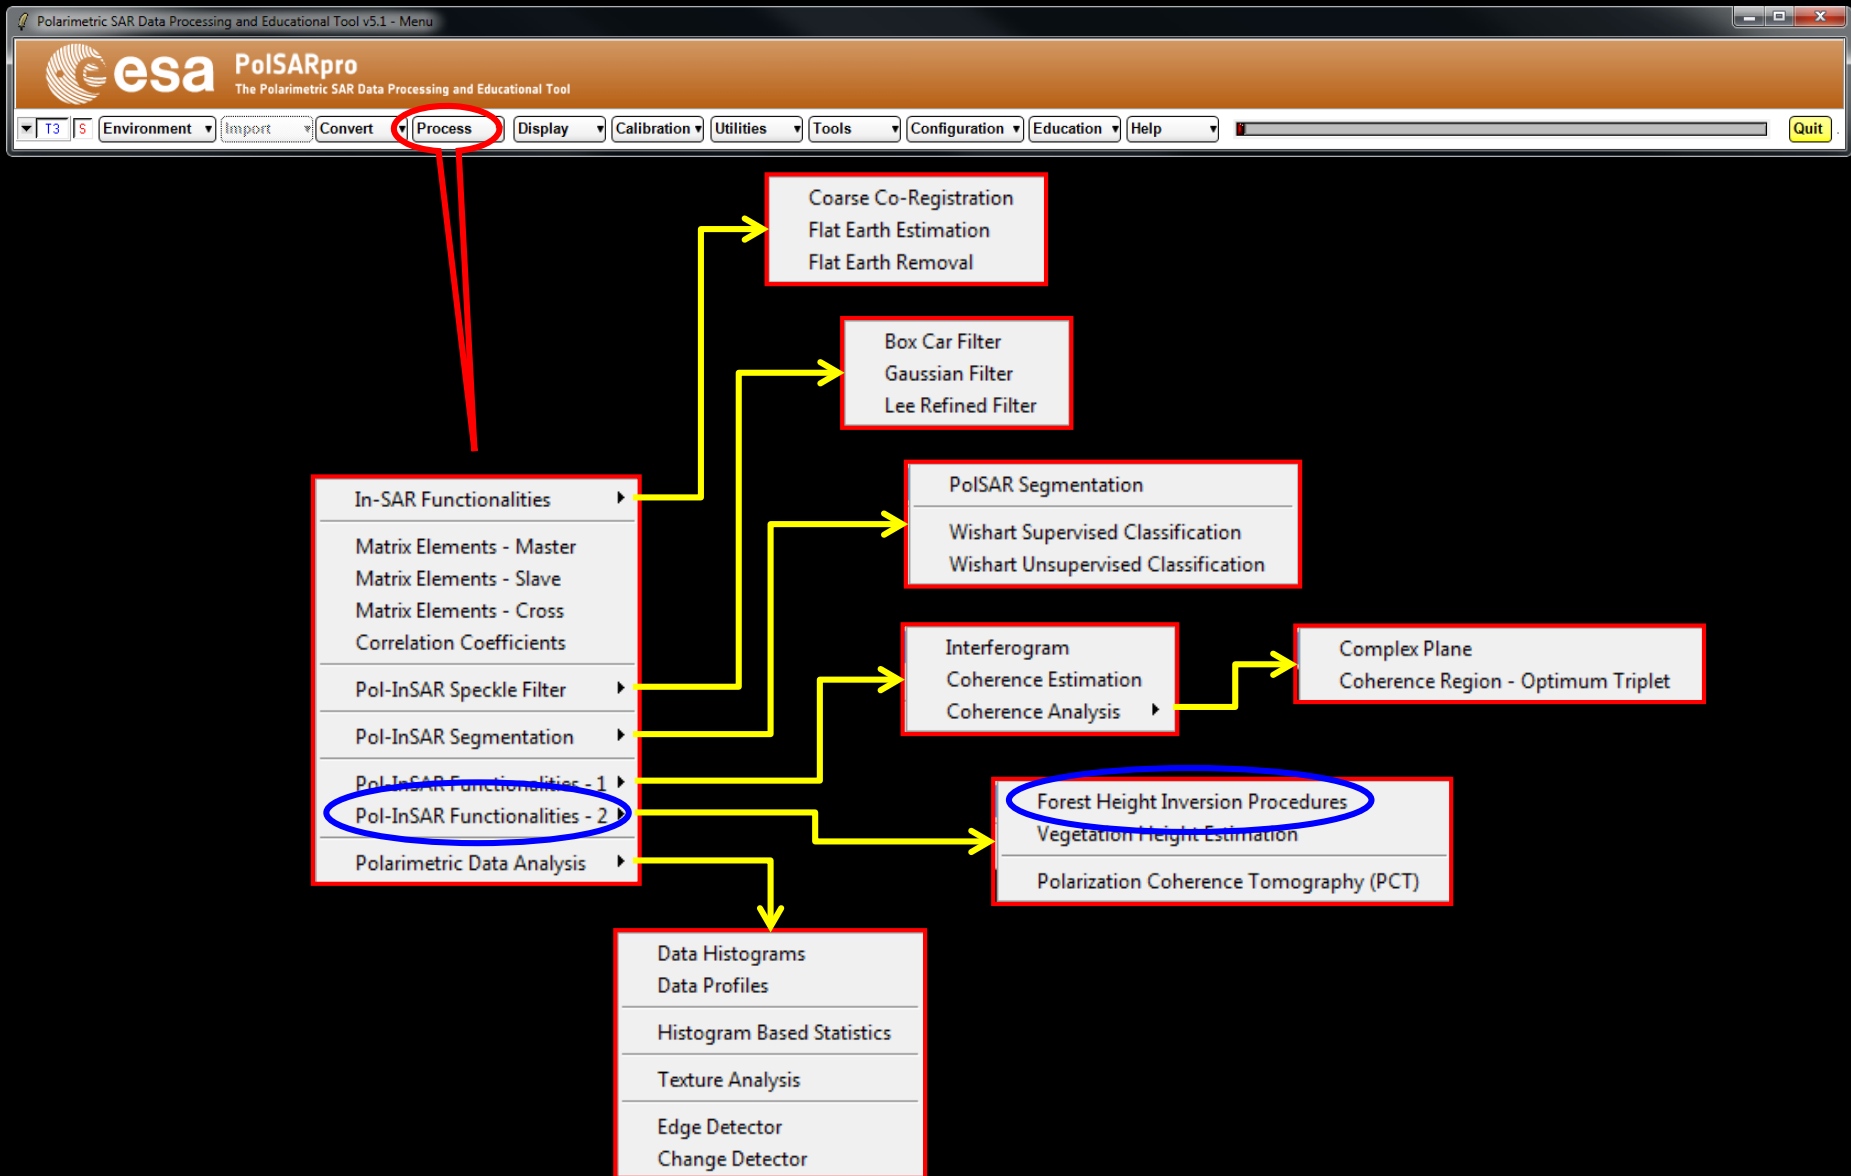 Polarimetric SAR Data Processing and Educational Tool v5.1 - Menu
esa
PolSARpro
The Polarimetric SAR Data Processing and Educational Tool
T3 S Environment Import Convert Process Display Calibration Utilities Tools Configuration Education Help Quit
Coarse Co-Registration
Flat Earth Estimation
Flat Earth Removal
Box Car Filter
Gaussian Filter
Lee Refined Filter
In-SAR Functionalities
Matrix Elements - Master
Matrix Elements - Slave
Matrix Elements - Cross
Correlation Coefficients
Pol-InSAR Speckle Filter
Pol-InSAR Segmentation
Pol-InSAR Functionalities - 1
Pol-InSAR Functionalities - 2
Polarimetric Data Analysis
PolSAR Segmentation
Wishart Supervised Classification
Wishart Unsupervised Classification
Interferogram
Coherence Estimation
Coherence Analysis
Complex Plane
Coherence Region - Optimum Triplet
Forest Height Inversion Procedures
Vegetation Height Estimation
Polarization Coherence Tomography (PCT)
Data Histograms
Data Profiles
Histogram Based Statistics
Texture Analysis
Edge Detector
Change Detector